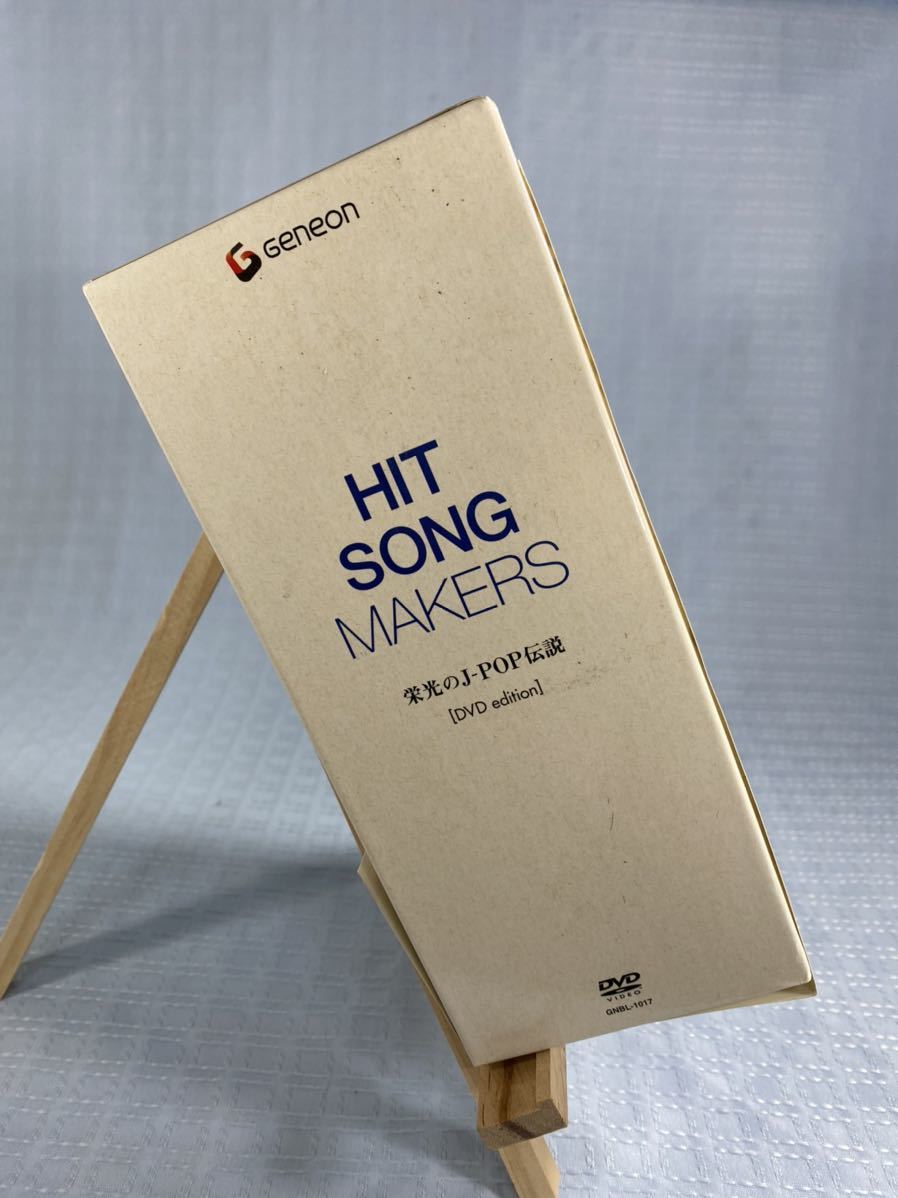 Geneon
HIT
SONG
MAKERS
栄光のJ-POP伝説
[DVD edition]
DVD
VIDEO
GNBL-1017